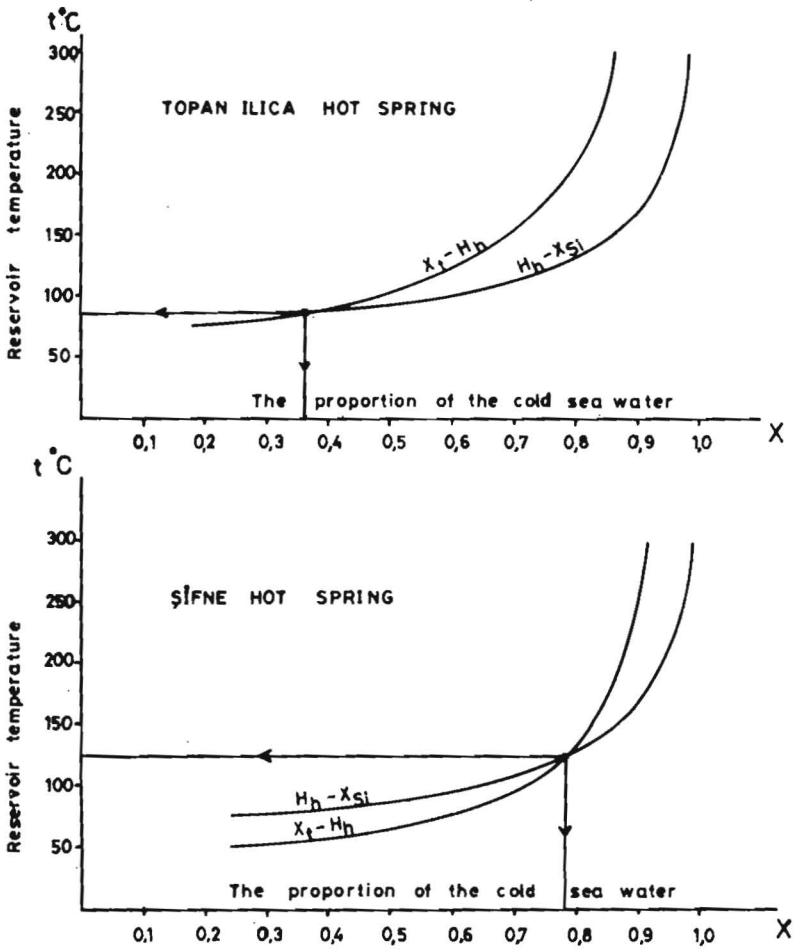 t°C
300
250
200
150
100
50
Reservoir temperature
TOPAN ILICA HOT SPRING
Xt-Hh
Hh-XSi
The proportion of the cold sea water
0,1 0,2 0,3 0,4 0,5 0,6 0,7 0,8 0,9 1,0 X
t°C
300
250
200
150
100
50
Reservoir temperature
ŞİFNE HOT SPRING
Hh-XSi
Xt-Hh
The proportion of the cold sea water
0,1 0,2 0,3 0,4 0,5 0,6 0,7 0,8 0,9 1,0 X